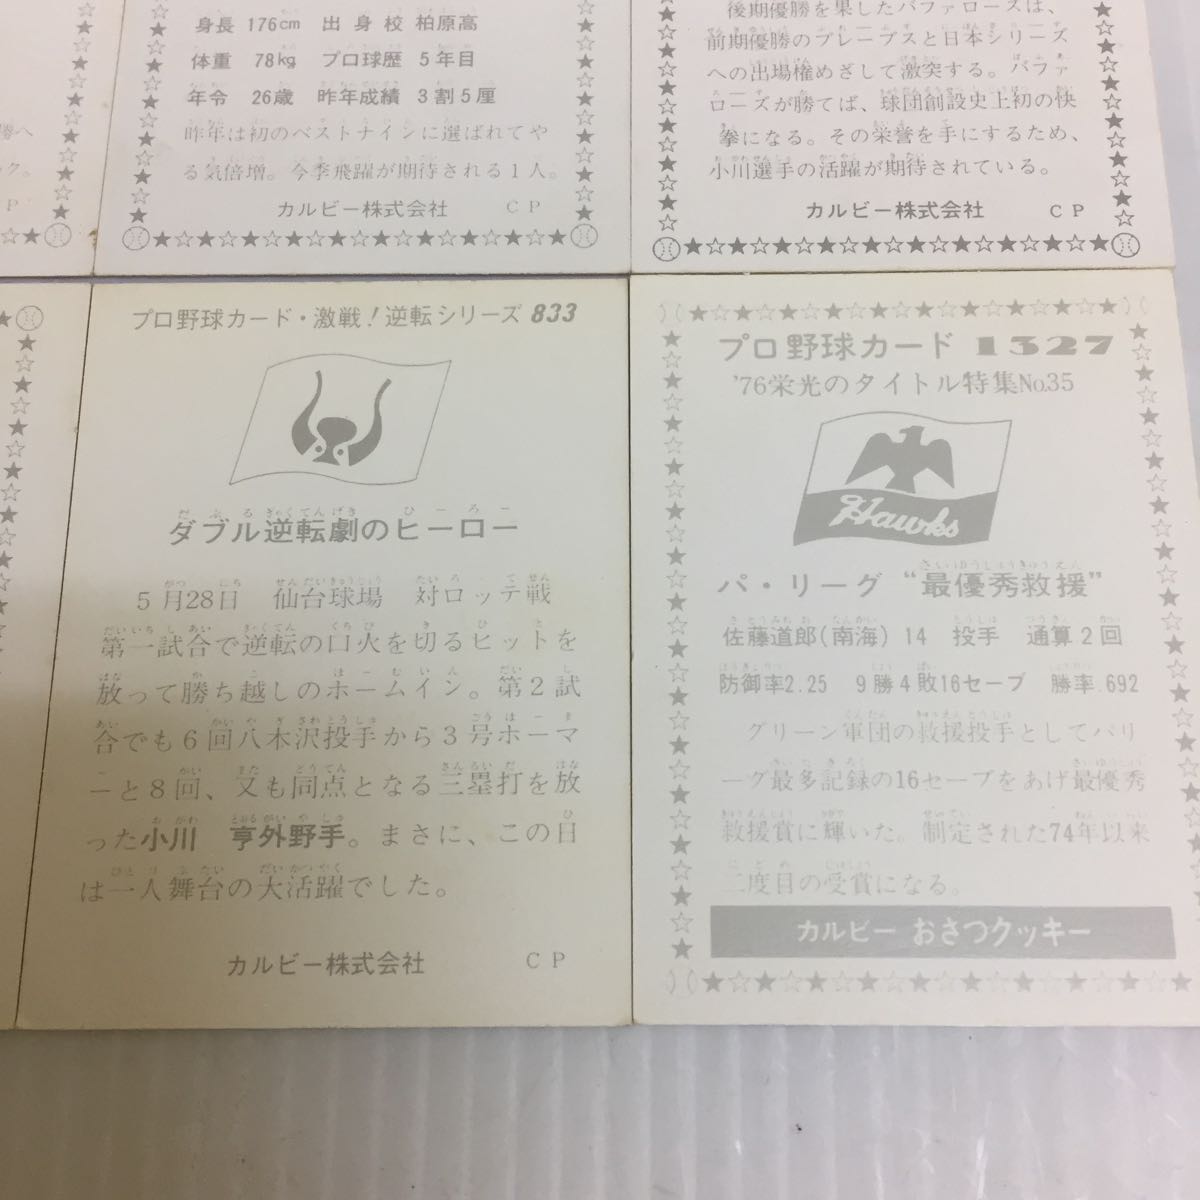 勝へ
ク。
CP
身長 176cm 出身校 柏原高
体重 78kg プロ球歴 5年目
年令 26歳 昨年成績 3割5厘
昨年は初のベストナインに選ばれてや
る気倍増。今季飛躍が期待される1人。
カルビー株式会社 CP
後期優勝を果したバファローズは、
前期優勝のブレーブスと日本シリーズ
への出場権めざして激突する。バファ
ローズが勝てば、球団創設史上初の快
挙になる。その栄誉を手にするため、
小川選手の活躍が期待されている。
カルビー株式会社 CP
プロ野球カード・激戦!逆転シリーズ 833
ダブル逆転劇のヒーロー
5月28日 仙台球場 対ロッテ戦
第一試合で逆転の口火を切るヒットを
放って勝ち越しのホームイン。第2試
合でも6回八木沢投手から3号ホーマ
ーと8回、又も同点となる三塁打を放
った小川 亨外野手。まさに、この日
は一人舞台の大活躍でした。
カルビー株式会社 CP
プロ野球カード 1327
'76栄光のタイトル特集No.35
Hawks
パ・リーグ “最優秀救援”
佐藤道郎(南海) 14 投手 通算2回
防御率2.25 9勝4敗16セーブ 勝率.692
グリーン軍団の救援投手としてパリ
ーグ最多記録の16セーブをあげ最優秀
救援賞に輝いた。制定された74年以来
二度目の受賞になる。
カルビー おさつクッキー